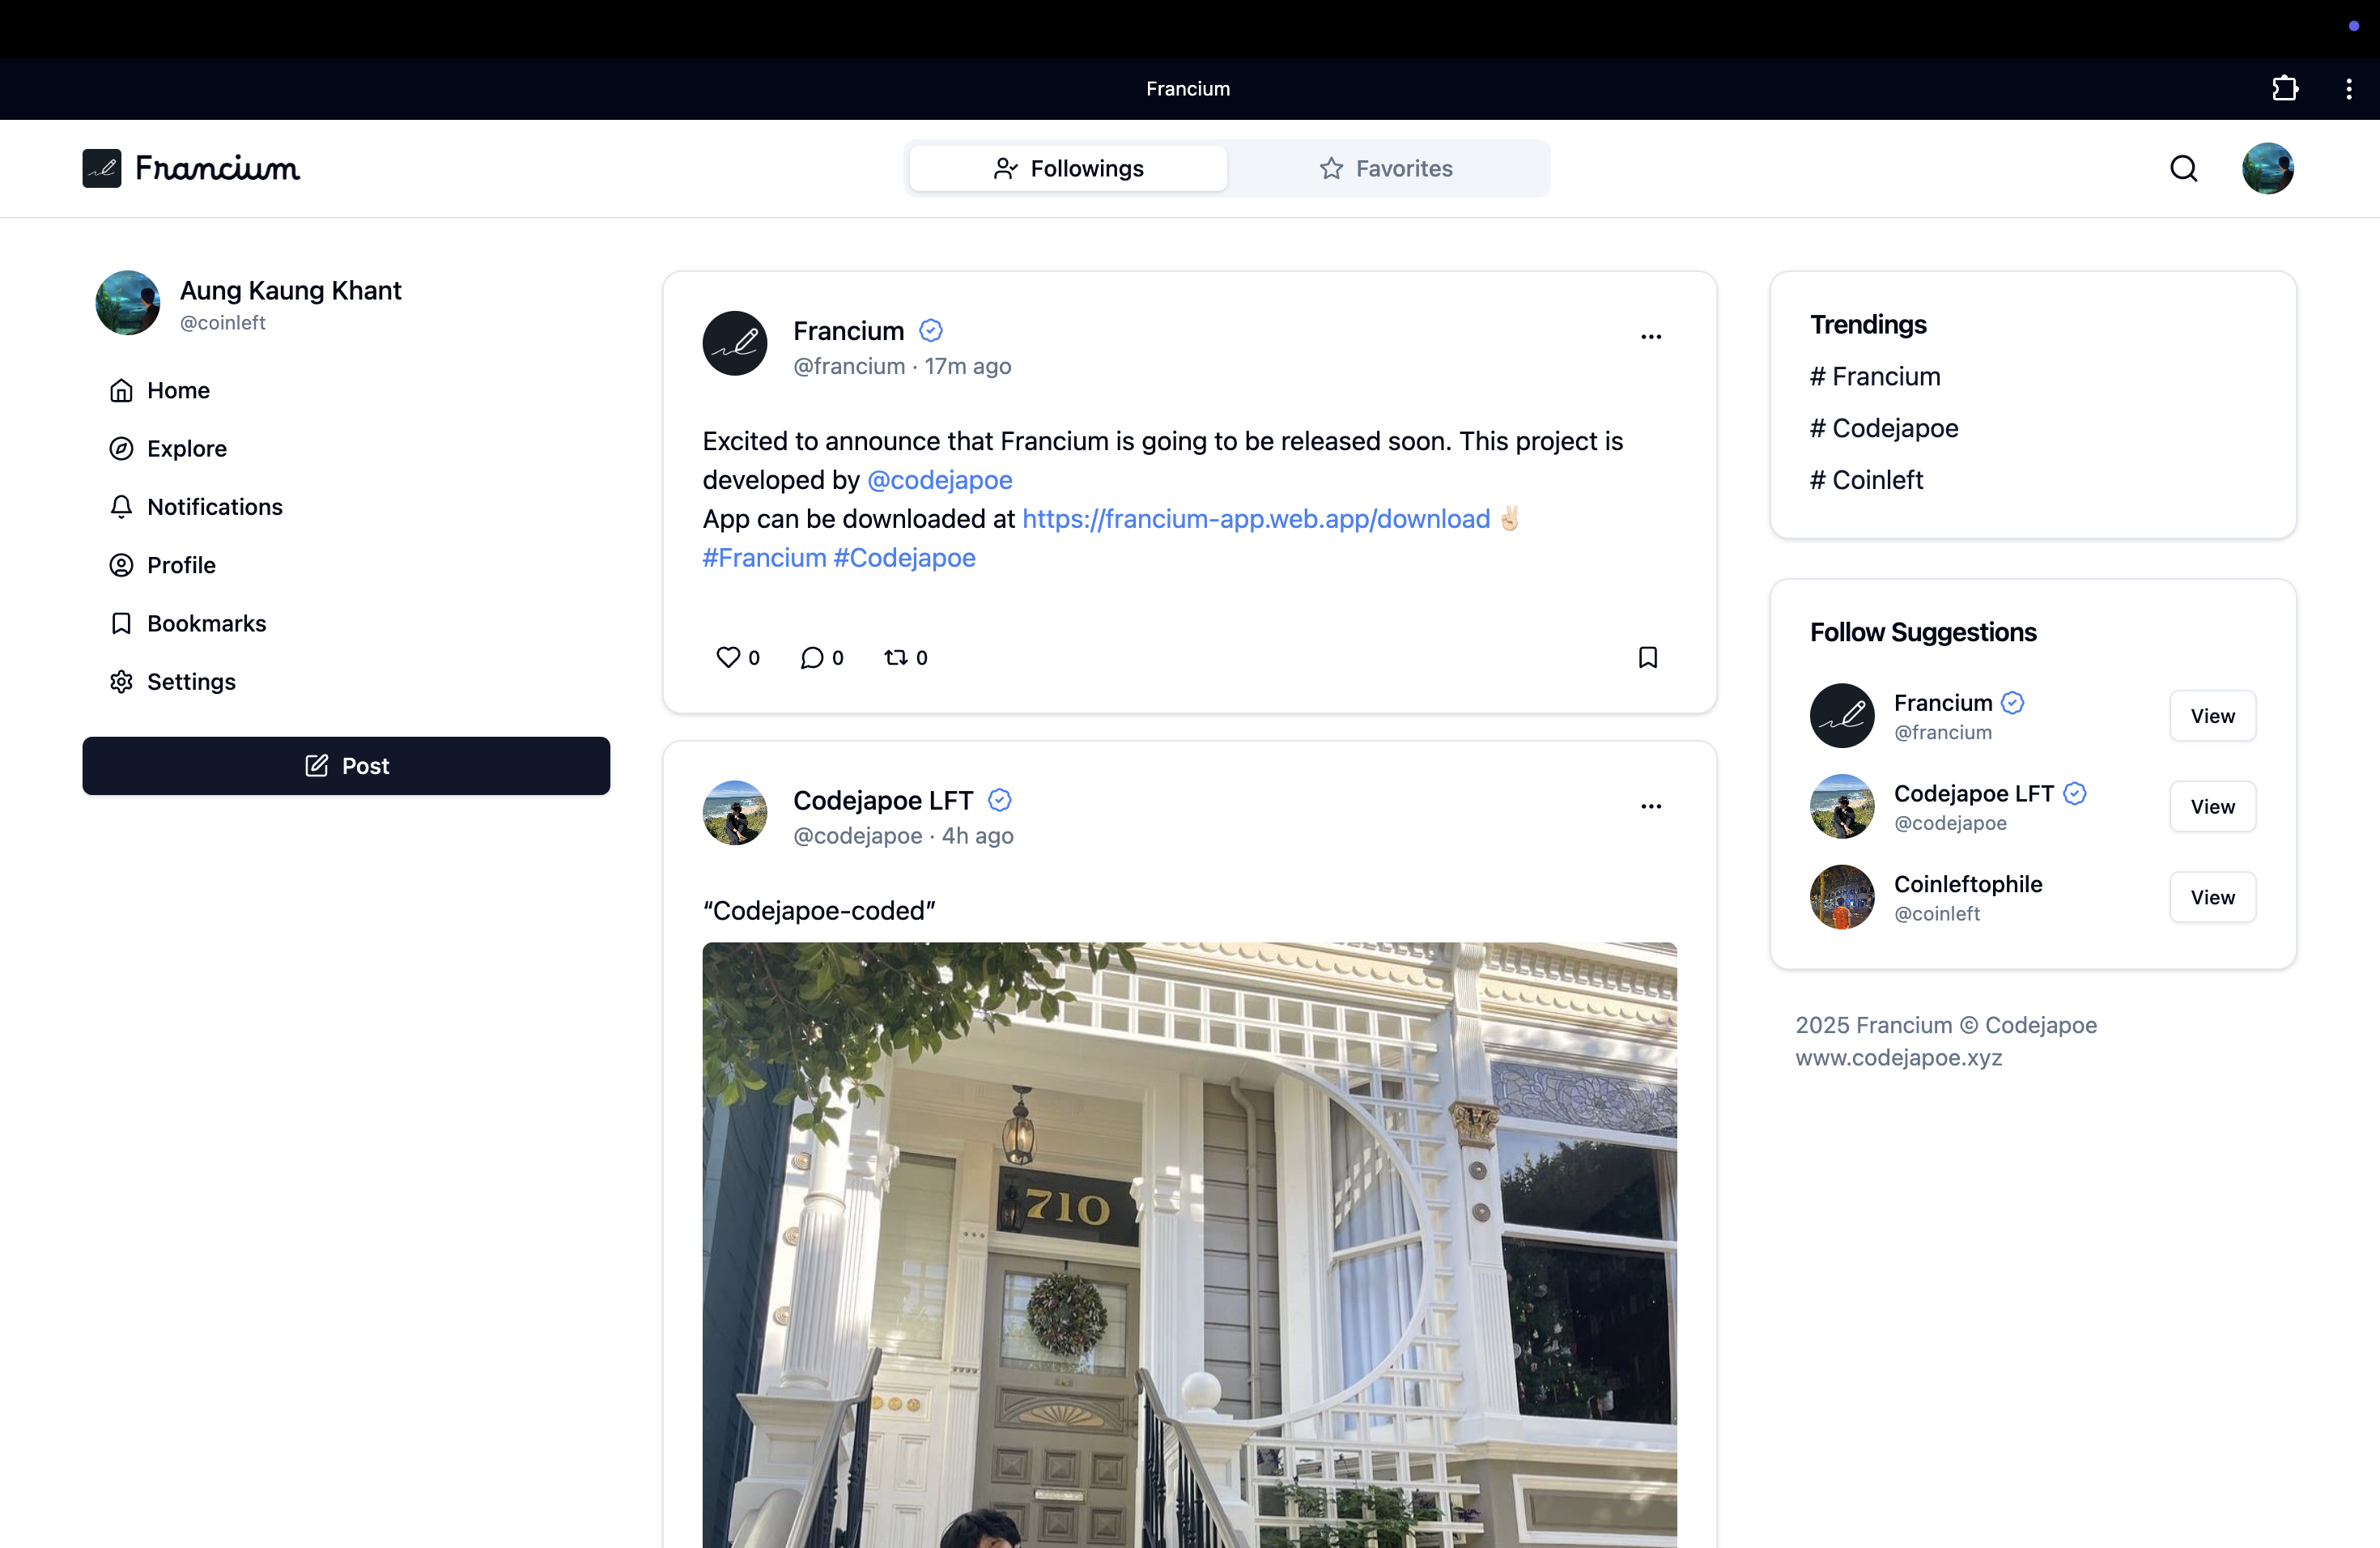 Francium
Francium
Followings
Favorites
Aung Kaung Khant
@coinleft
Home
Explore
Notifications
Profile
Bookmarks
Settings
Post
Francium
@francium · 17m ago
Excited to announce that Francium is going to be released soon. This project is
developed by @codejapoe
App can be downloaded at https://francium-app.web.app/download ✌🏻
#Francium #Codejapoe
0
0
0
Codejapoe LFT
@codejapoe · 4h ago
“Codejapoe-coded”
710
Trendings
# Francium
# Codejapoe
# Coinleft
Follow Suggestions
Francium
@francium
View
Codejapoe LFT
@codejapoe
View
Coinleftophile
@coinleft
View
2025 Francium © Codejapoe
www.codejapoe.xyz